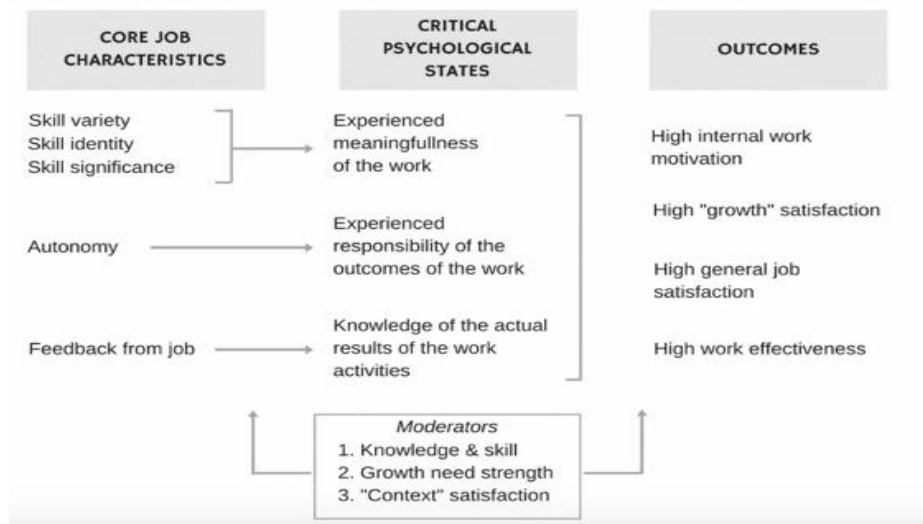 CORE JOB
CHARACTERISTICS
CRITICAL
PSYCHOLOGICAL
STATES
OUTCOMES
Skill variety
Skill identity
Skill significance
Experienced
meaningfullness
of the work
Autonomy
Experienced
responsibility of the
outcomes of the work
Feedback from job
Knowledge of the actual
results of the work
activities
High internal work
motivation
High "growth" satisfaction
High general job
satisfaction
High work effectiveness
Moderators
1. Knowledge & skill
2. Growth need strength
3. "Context" satisfaction